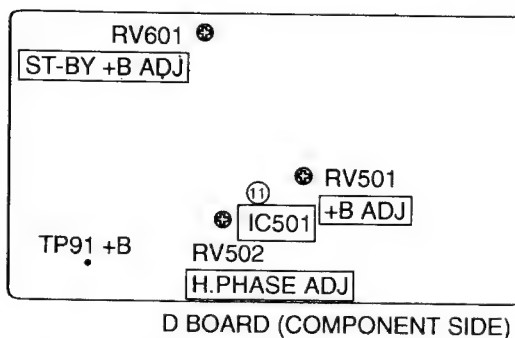 RV601
ST-BY +B ADJ
11
RV501
+B ADJ
IC501
TP91 +B
RV502
H.PHASE ADJ
D BOARD (COMPONENT SIDE)